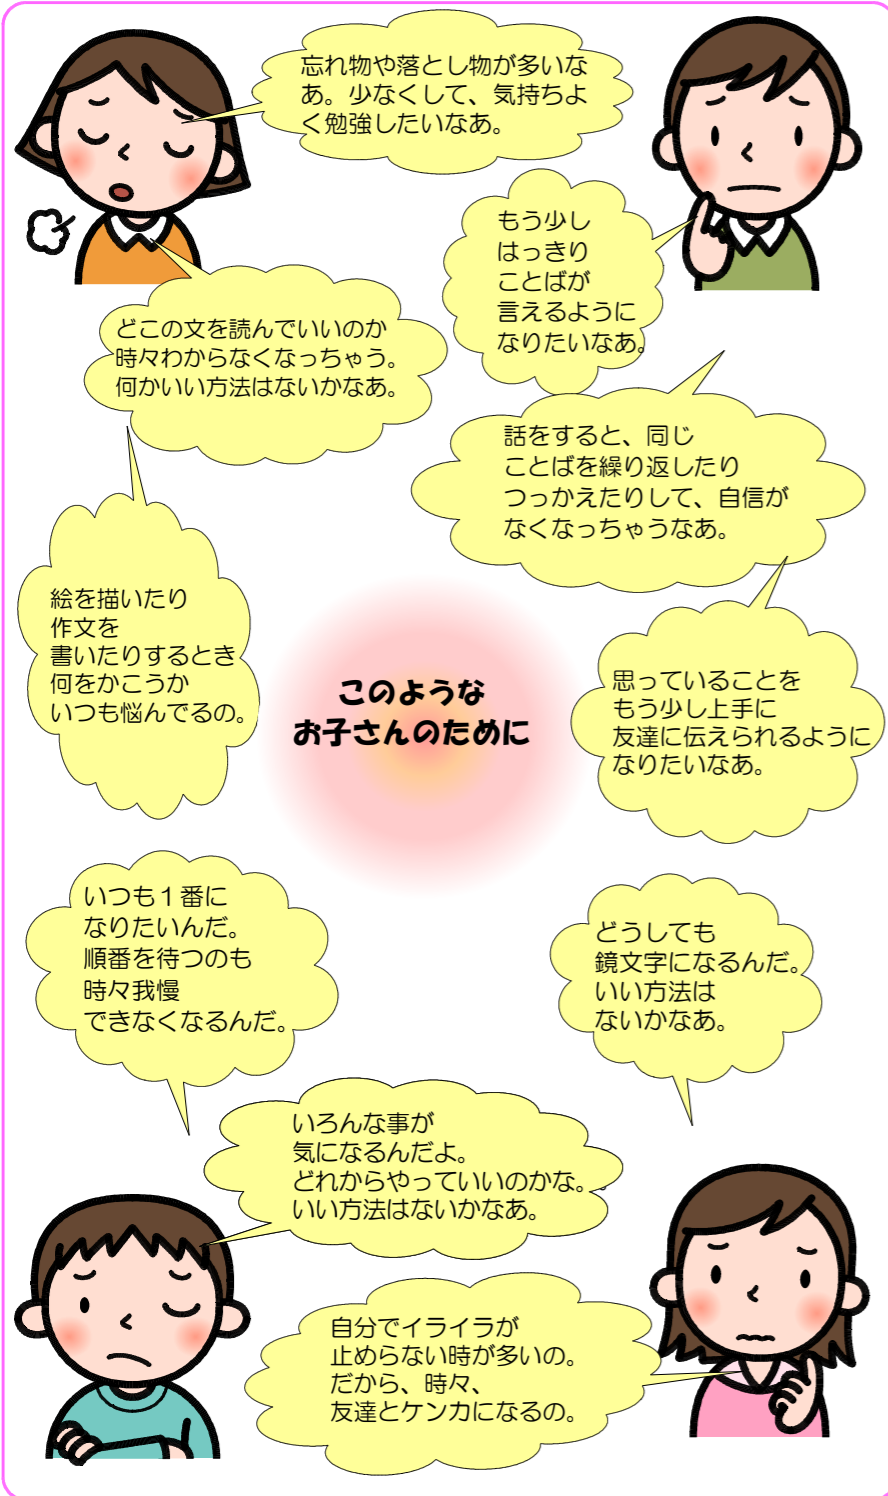 忘れ物や落とし物が多いな
あ。少なくして、気持ちよ
く勉強したいなあ。
もう少し
はっきり
ことばが
言えるように
なりたいなあ。
どこの文を読んでいいのか
時々わからなくなっちゃう。
何かいい方法はないかなあ。
話をすると、同じ
ことばを繰り返したり
つっかえたりして、自信が
なくなっちゃうなあ。
絵を描いたり
作文を
書いたりするとき
何をかこうか
いつも悩んでるの。
このような
お子さんのために
思っていることを
もう少し上手に
友達に伝えられるように
なりたいなあ。
いつも1番に
なりたいんだ。
順番を待つのも
時々我慢
できなくなるんだ。
どうしても
鏡文字になるんだ。
いい方法は
ないかなあ。
いろんな事が
気になるんだよ。
どれからやっていいのかな。
いい方法はないかなあ。
自分でイライラが
止めらない時が多いの。
だから、時々、
友達とケンカになるの。